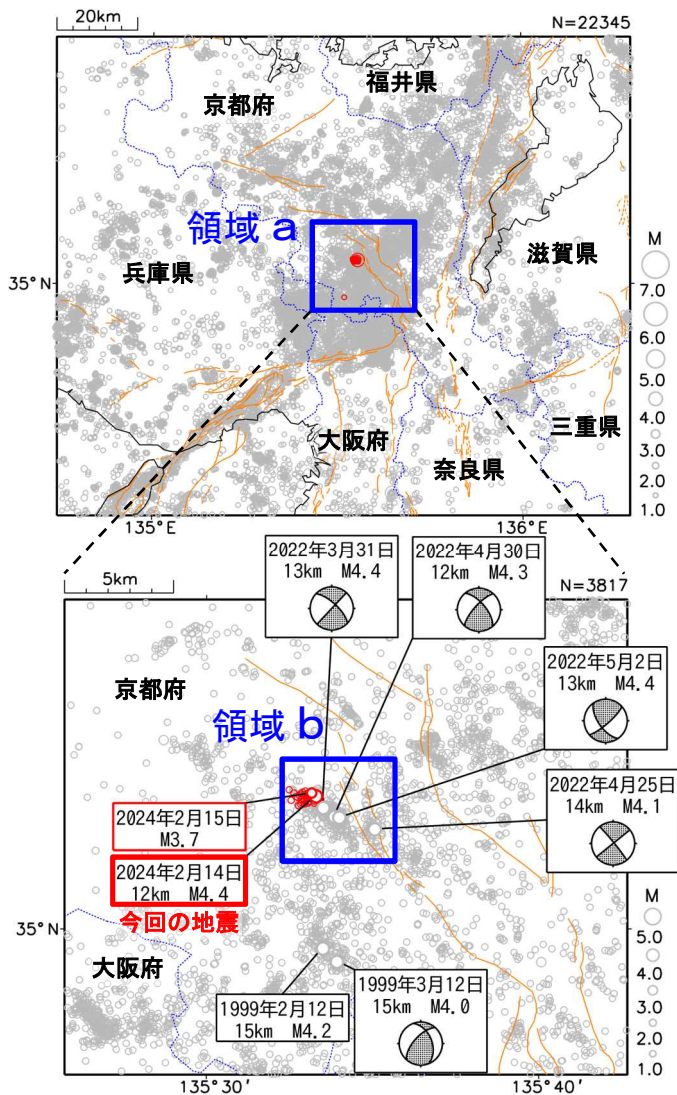 20km
N=22345
福井県
京都府
領域 a
滋賀県
兵庫県
M
35°N
7.0
6.0
5.0
4.0
3.0
2.0
1.0
大阪府
奈良県
三重県
135°E
136°E
5km
2022年3月31日
13km M4.4
2022年4月30日
12km M4.3
N=3817
2022年5月2日
13km M4.4
京都府
領域 b
2022年4月25日
14km M4.1
2024年2月15日
M3.7
2024年2月14日
12km M4.4
今回の地震
M
35°N
5.0
4.0
3.0
2.0
1.0
大阪府
1999年2月12日
15km M4.2
1999年3月12日
15km M4.0
135°30′
135°40′